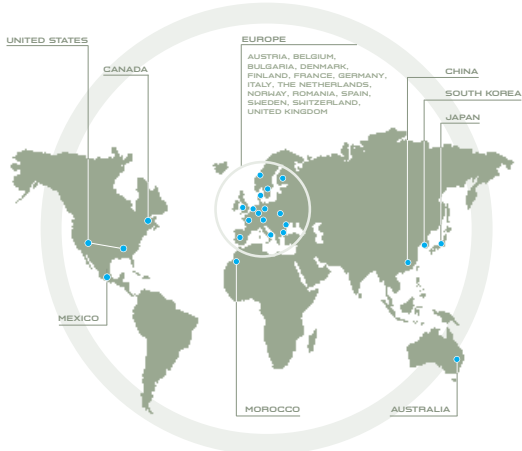 UNITED STATES
CANADA
EUROPE
AUSTRIA, BELGIUM,
BULGARIA, DENMARK,
FINLAND, FRANCE, GERMANY,
ITALY, THE NETHERLANDS,
NORWAY, ROMANIA, SPAIN,
SWEDEN, SWITZERLAND,
UNITED KINGDOM
CHINA
SOUTH KOREA
JAPAN
MEXICO
MOROCCO
AUSTRALIA